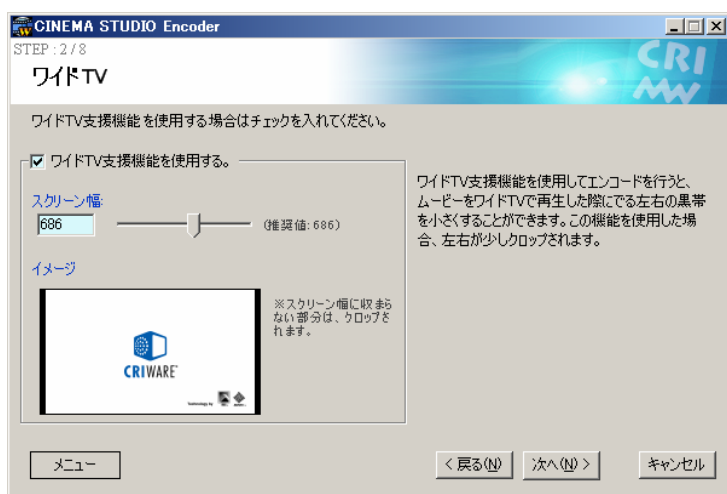 CINEMA STUDIO Encoder
STEP : 2 / 8
CRI
MW
ワイドTV
ワイドTV支援機能を使用する場合はチェックを入れてください。
ワイドTV支援機能を使用する。
スクリーン幅:
686
(推奨値: 686)
イメージ
※スクリーン幅に収まら
ない部分は、クロップさ
れます。
CRIWARE
ワイドTV支援機能を使用してエンコードを行うと、
ムービーをワイドTVで再生した際にでる左右の黒帯
を小さくすることができます。この機能を使用した場
合、左右が少しクロップされます。
メニュー
< 戻る(N)
次へ(N) >
キャンセル